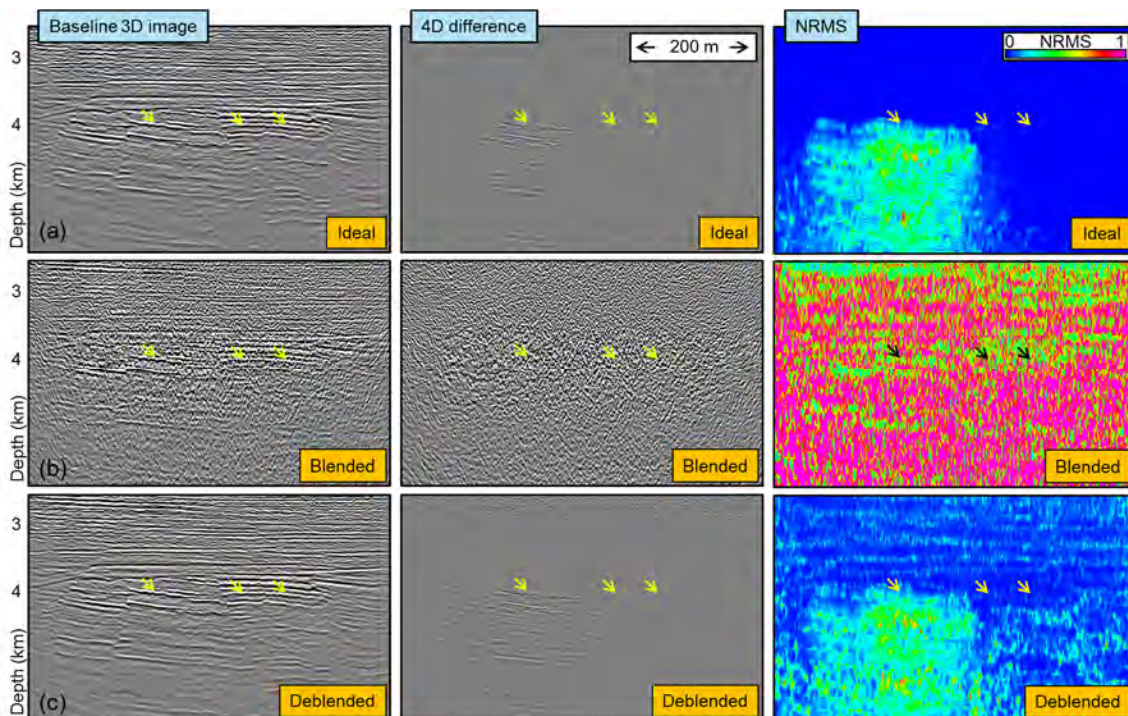 Baseline 3D image
4D difference
NRMS
← 200 m →
0 NRMS 1
3
4
Depth (km)
(a)
Ideal
Ideal
Ideal
3
4
Depth (km)
(b)
Blended
Blended
Blended
3
4
Depth (km)
(c)
Deblended
Deblended
Deblended